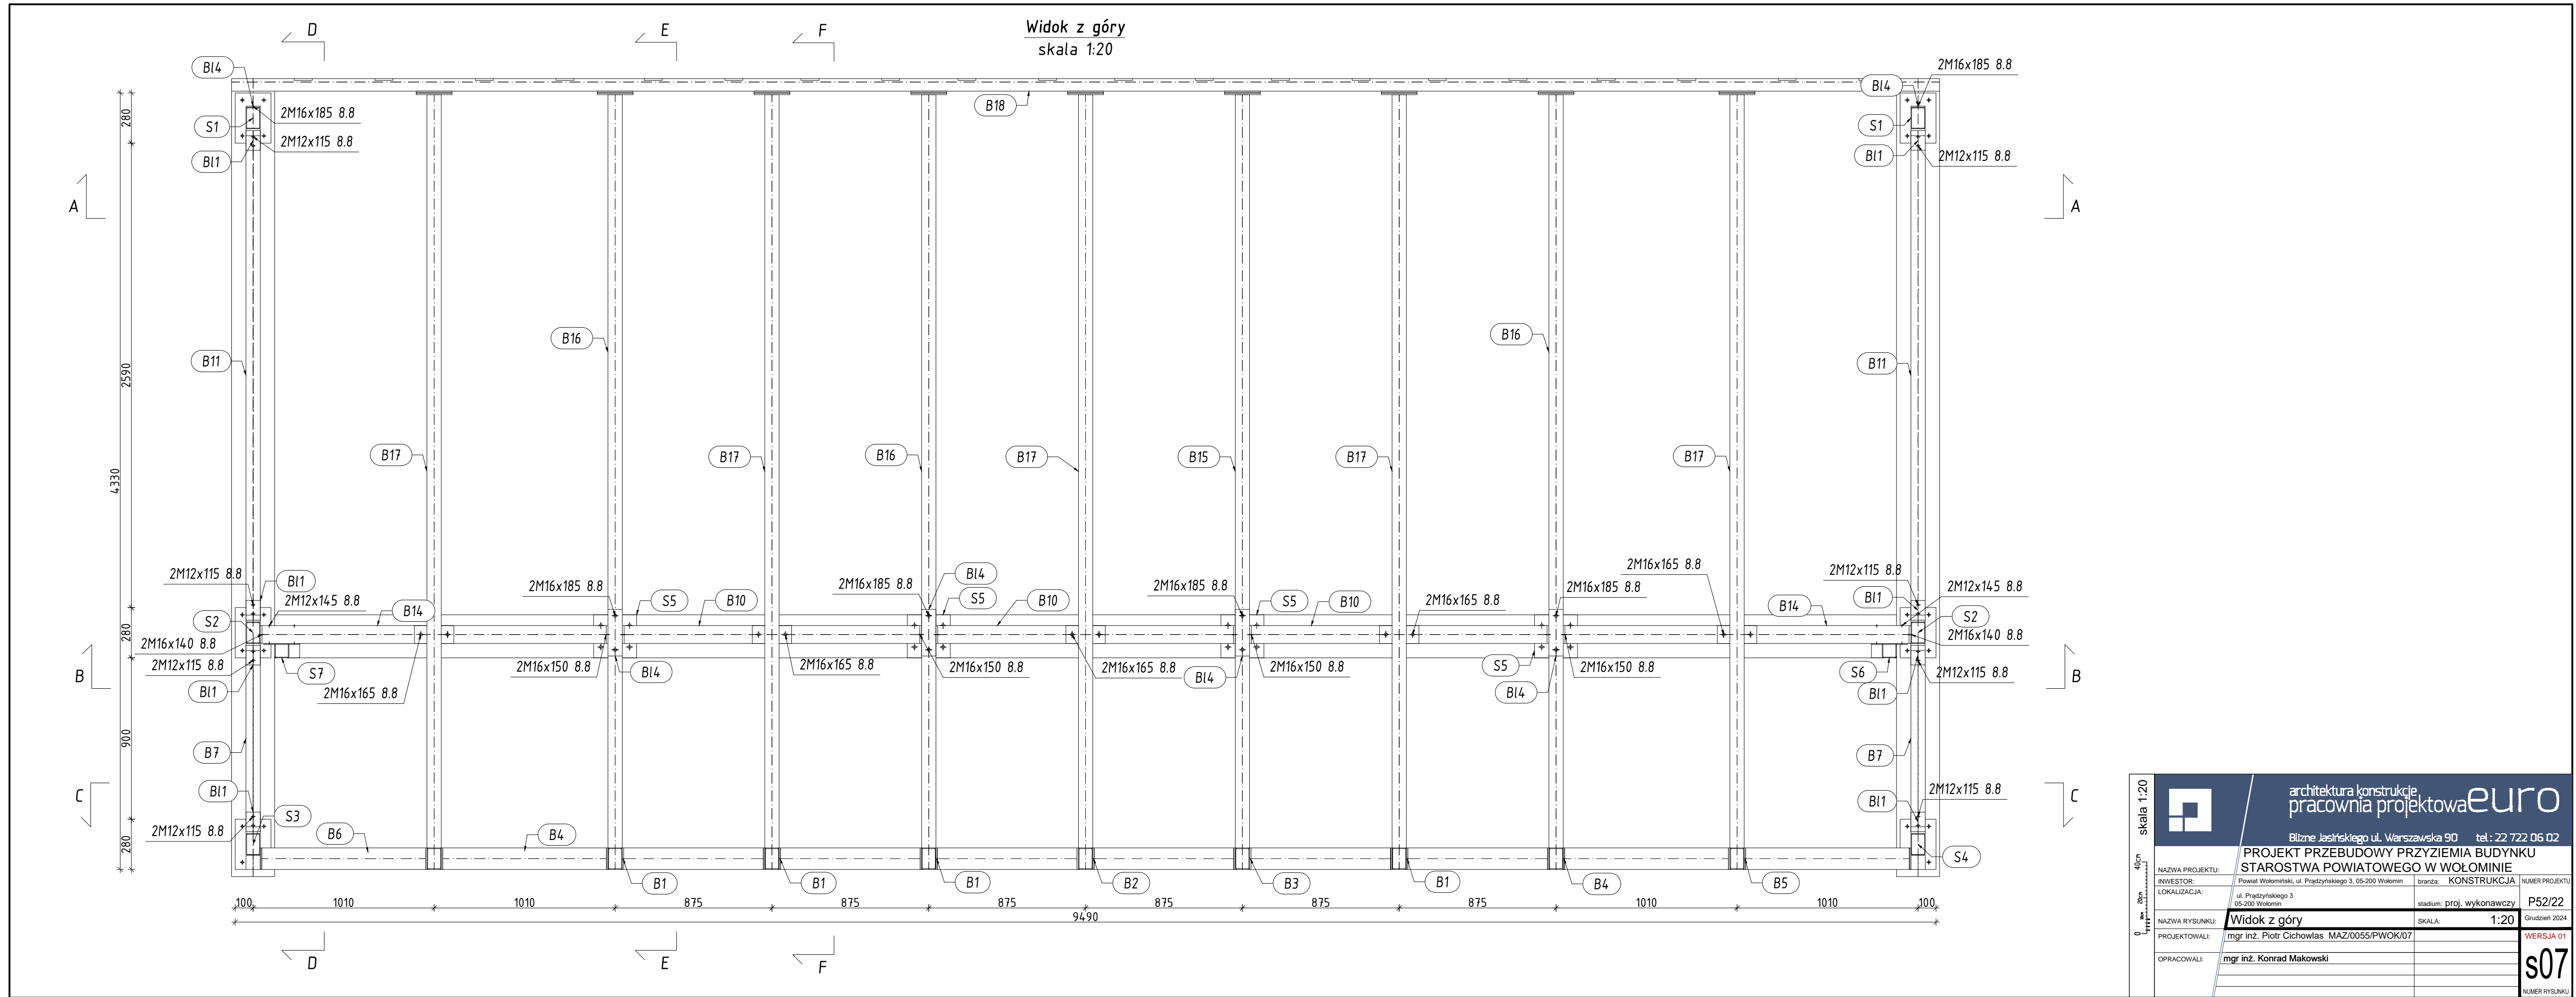 Widok z góry
skala 1:20
D
E
F
Bl4
2M16x185 8.8
S1
2M12x115 8.8
Bl1
B18
2M16x185 8.8
Bl4
S1
Bl1
2M12x115 8.8
280
A
A
B16
B16
B11
B11
2590
4330
B17
B17
B16
B17
B15
B17
B17
2M12x115 8.8
Bl1
2M12x145 8.8
B14
S2
2M16x140 8.8
2M12x115 8.8
Bl1
S7
2M16x165 8.8
2M16x185 8.8
S5
B10
2M16x150 8.8
Bl4
2M16x165 8.8
2M16x185 8.8
Bl4
S5
B10
2M16x150 8.8
2M16x165 8.8
2M16x185 8.8
S5
B10
Bl4
2M16x150 8.8
2M16x165 8.8
2M16x185 8.8
2M16x165 8.8
S5
Bl4
2M16x150 8.8
B14
2M12x115 8.8
Bl1
2M12x145 8.8
S2
2M16x140 8.8
S6
2M12x115 8.8
Bl1
280
B
B
900
B7
B7
C
C
Bl1
S3
2M12x115 8.8
B6
B4
2M12x115 8.8
Bl1
S4
280
B1
B1
B1
B2
B3
B1
B4
B5
100
1010
1010
875
875
875
875
875
875
1010
1010
100
9490
D
E
F
skala 1:20
0
20cm
40cm
architektura konstrukcje
pracownia projektowa euro
Blizne Jasińskiego ul. Warszawska 90 tel.: 22 722 06 02
NAZWA PROJEKTU:
PROJEKT PRZEBUDOWY PRZYZIEMIA BUDYNKU
STAROSTWA POWIATOWEGO W WOŁOMINIE
INWESTOR:
Powiat Wołomiński, ul. Prądzyńskiego 3, 05-200 Wołomin
branża: KONSTRUKCJA
NUMER PROJEKTU
LOKALIZACJA:
ul. Prądzyńskiego 3
05-200 Wołomin
stadium: proj. wykonawczy
P52/22
NAZWA RYSUNKU:
Widok z góry
SKALA: 1:20
Grudzień 2024
PROJEKTOWALI:
mgr inż. Piotr Cichowlas MAZ/0055/PWOK/07
WERSJA 01
OPRACOWALI:
mgr inż. Konrad Makowski
s07
NUMER RYSUNKU